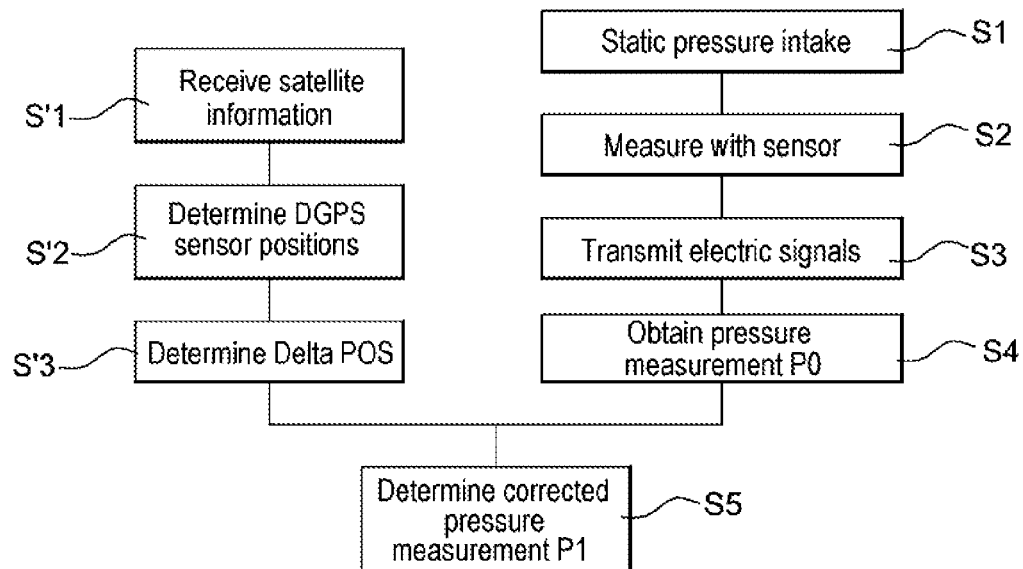 S'1
Receive satellite
information
S'2
Determine DGPS
sensor positions
S'3
Determine Delta POS
Static pressure intake
S1
Measure with sensor
S2
Transmit electric signals
S3
Obtain pressure
measurement P0
S4
Determine corrected
pressure
measurement P1
S5